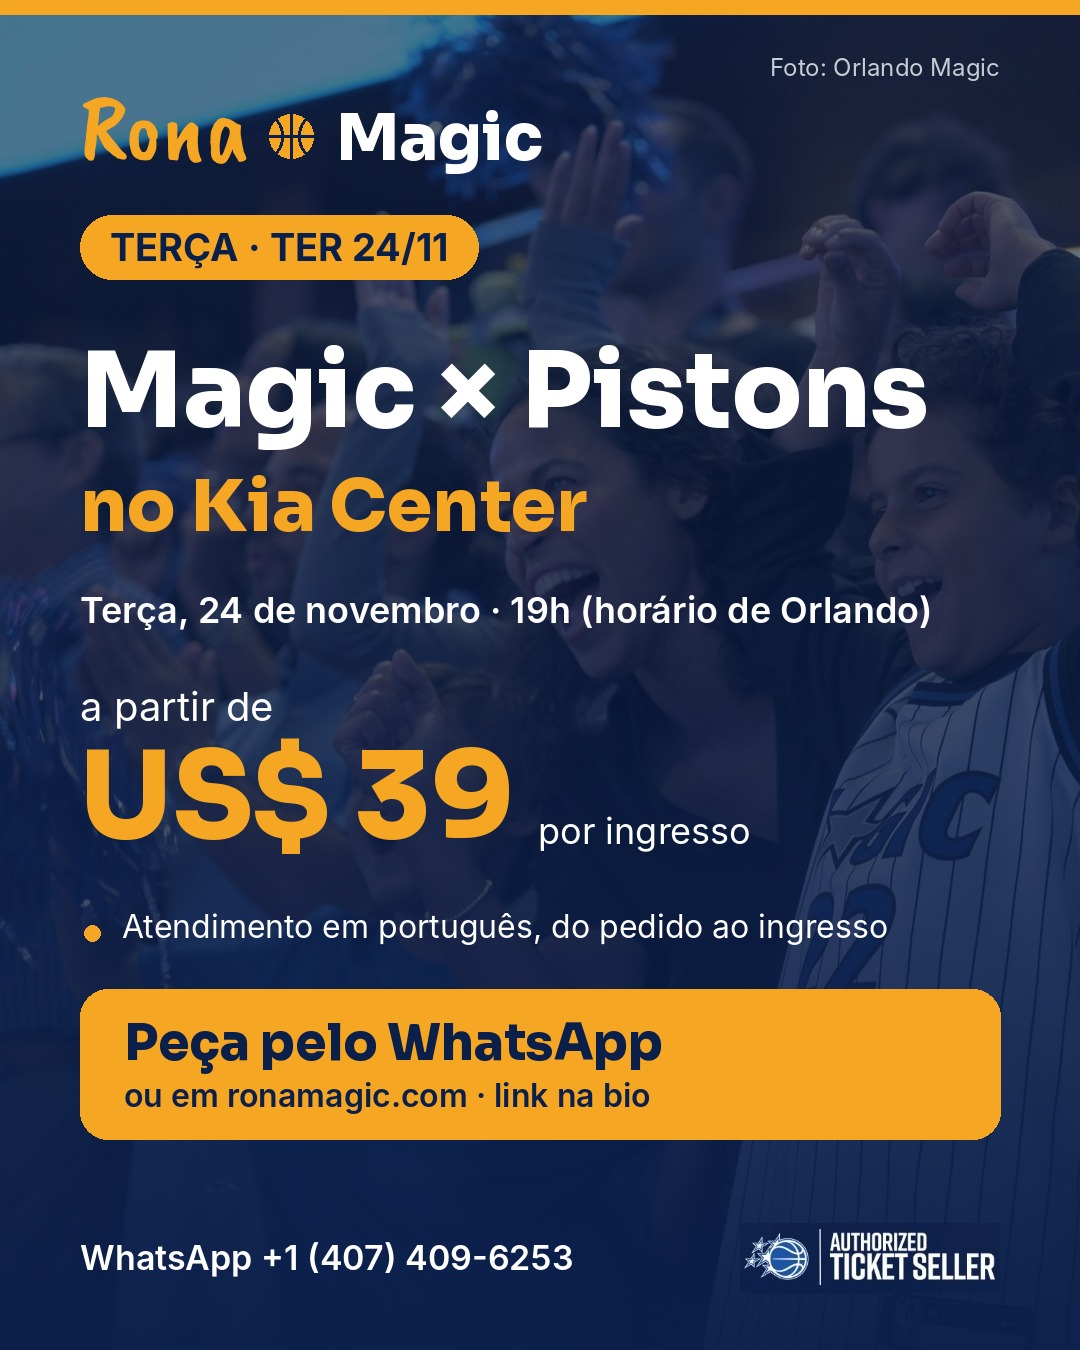 Foto: Orlando Magic
Rona Magic
TERÇA · TER 24/11
Magic × Pistons
no Kia Center
Terça, 24 de novembro · 19h (horário de Orlando)
a partir de
US$ 39 por ingresso
Atendimento em português, do pedido ao ingresso
Peça pelo WhatsApp
ou em ronamagic.com · link na bio
WhatsApp +1 (407) 409-6253
AUTHORIZED
TICKET SELLER